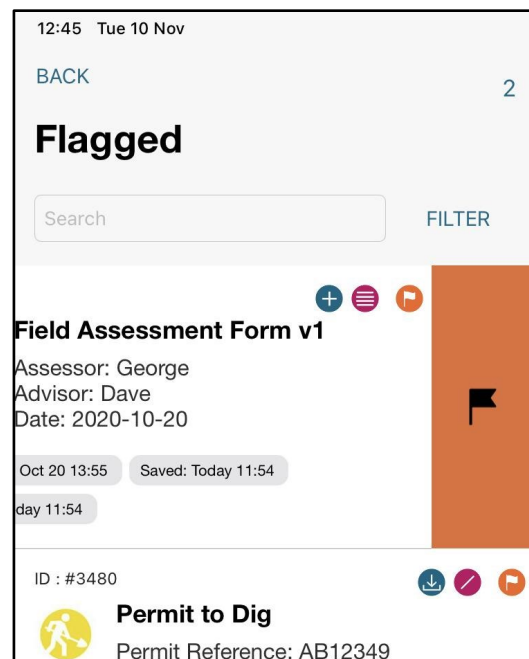 12:45 Tue 10 Nov
BACK
2
Flagged
Search
FILTER
Field Assessment Form v1
Assessor: George
Advisor: Dave
Date: 2020-10-20
Oct 20 13:55 Saved: Today 11:54
day 11:54
ID : #3480
Permit to Dig
Permit Reference: AB12349